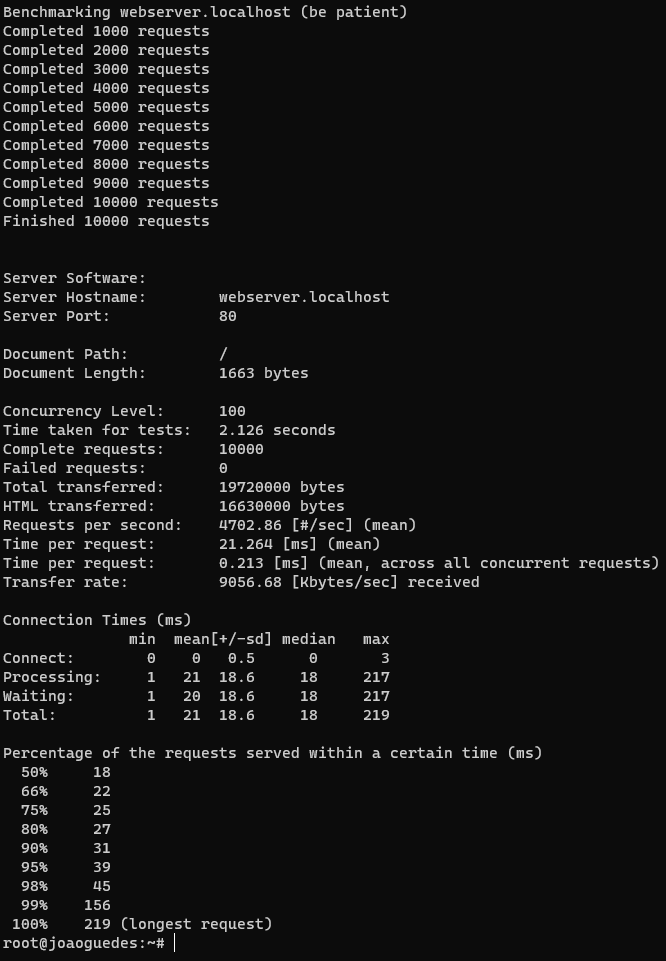 Benchmarking webserver.localhost (be patient)
Completed 1000 requests
Completed 2000 requests
Completed 3000 requests
Completed 4000 requests
Completed 5000 requests
Completed 6000 requests
Completed 7000 requests
Completed 8000 requests
Completed 9000 requests
Completed 10000 requests
Finished 10000 requests


Server Software:
Server Hostname:        webserver.localhost
Server Port:            80

Document Path:          /
Document Length:        1663 bytes

Concurrency Level:      100
Time taken for tests:   2.126 seconds
Complete requests:      10000
Failed requests:        0
Total transferred:      19720000 bytes
HTML transferred:       16630000 bytes
Requests per second:    4702.86 [#/sec] (mean)
Time per request:       21.264 [ms] (mean)
Time per request:       0.213 [ms] (mean, across all concurrent requests)
Transfer rate:          9056.68 [Kbytes/sec] received

Connection Times (ms)
              min  mean[+/-sd] median   max
Connect:        0    0   0.5      0       3
Processing:     1   21  18.6     18     217
Waiting:        1   20  18.6     18     217
Total:          1   21  18.6     18     219

Percentage of the requests served within a certain time (ms)
  50%     18
  66%     22
  75%     25
  80%     27
  90%     31
  95%     39
  98%     45
  99%    156
 100%    219 (longest request)
root@joaoguedes:~#